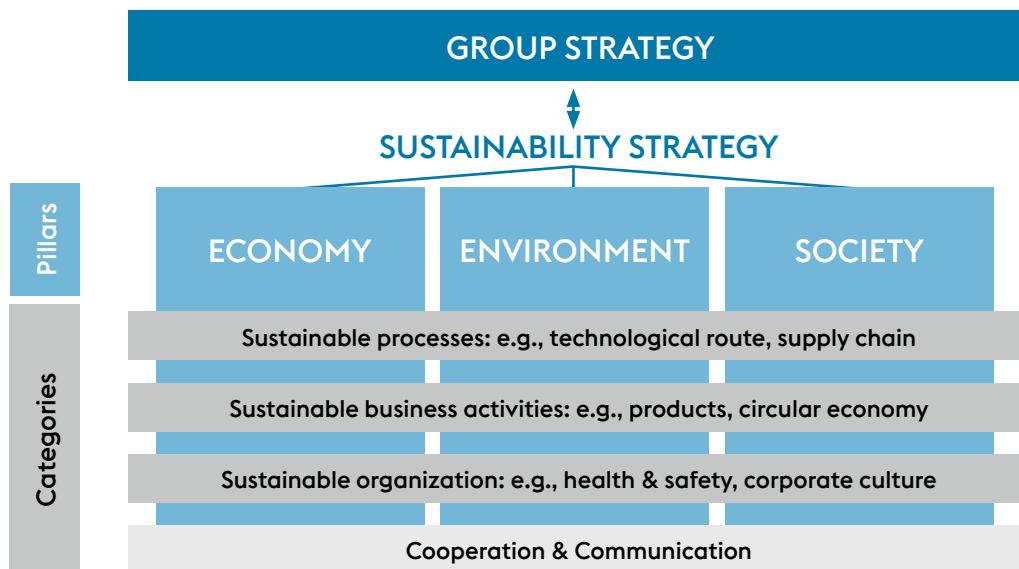 GROUP STRATEGY
SUSTAINABILITY STRATEGY
Pillars
ECONOMY
ENVIRONMENT
SOCIETY
Categories
Sustainable processes: e.g., technological route, supply chain
Sustainable business activities: e.g., products, circular economy
Sustainable organization: e.g., health & safety, corporate culture
Cooperation & Communication